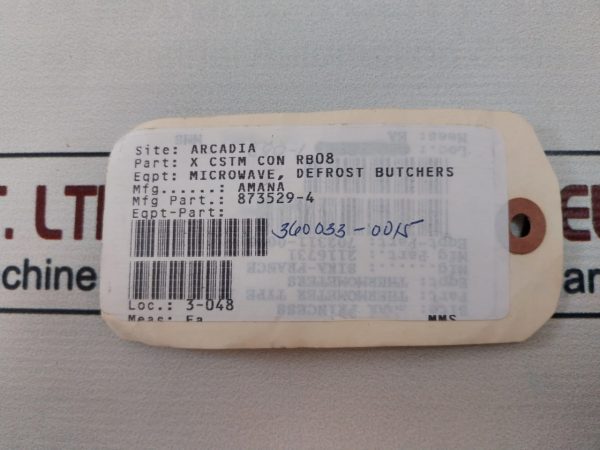 Site: ARCADIA
Part: X CSTM CON RB08
Eqpt: MICROWAVE, DEFROST BUTCHERS
Mfg......: AMANA
Mfg Part.: 873529-4
Eqpt-Part:
360033-0015
Loc.: 3-048
Meas: Ea
MMS
T. LT
chine
EU
ar